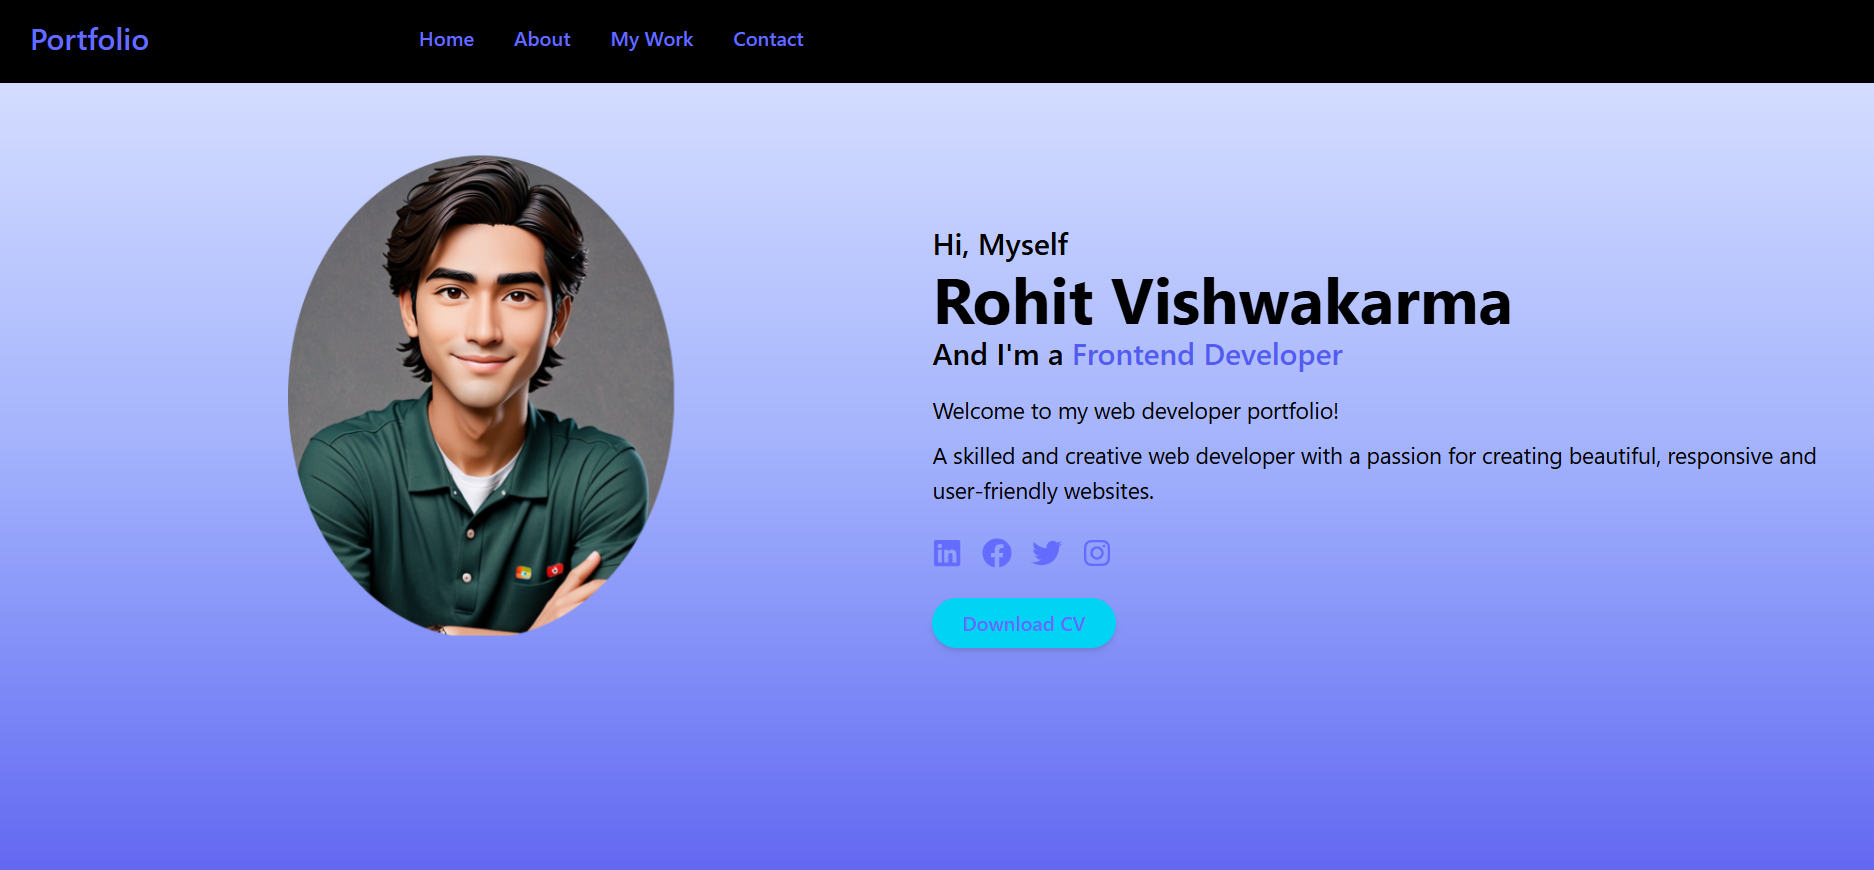 Portfolio
Home About My Work Contact
Hi, Myself
Rohit Vishwakarma
And I'm a Frontend Developer
Welcome to my web developer portfolio!
A skilled and creative web developer with a passion for creating beautiful, responsive and
user-friendly websites.
in
Download CV